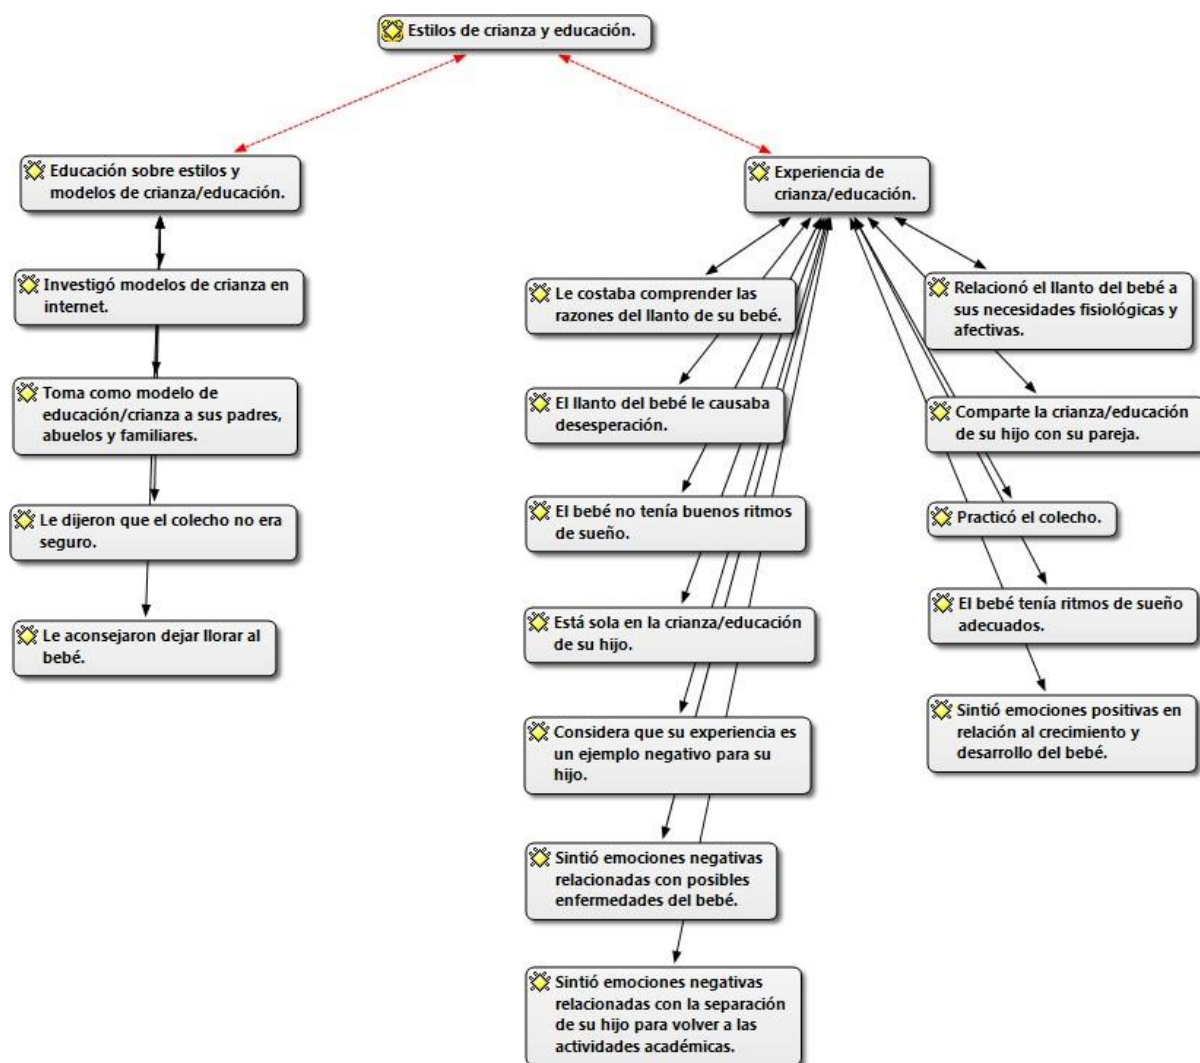 Estilos de crianza y educación.
Educación sobre estilos y
modelos de crianza/educación.
Investigó modelos de crianza en
internet.
Toma como modelo de
educación/crianza a sus padres,
abuelos y familiares.
Le dijeron que el colecho no era
seguro.
Le aconsejaron dejar llorar al
bebé.
Experiencia de
crianza/educación.
Le costaba comprender las
razones del llanto de su bebé.
El llanto del bebé le causaba
desesperación.
El bebé no tenía buenos ritmos
de sueño.
Está sola en la crianza/educación
de su hijo.
Considera que su experiencia es
un ejemplo negativo para su
hijo.
Sintió emociones negativas
relacionadas con posibles
enfermedades del bebé.
Sintió emociones negativas
relacionadas con la separación
de su hijo para volver a las
actividades académicas.
Relacionó el llanto del bebé a
sus necesidades fisiológicas y
afectivas.
Comparte la crianza/educación
de su hijo con su pareja.
Practicó el colecho.
El bebé tenía ritmos de sueño
adecuados.
Sintió emociones positivas en
relación al crecimiento y
desarrollo del bebé.